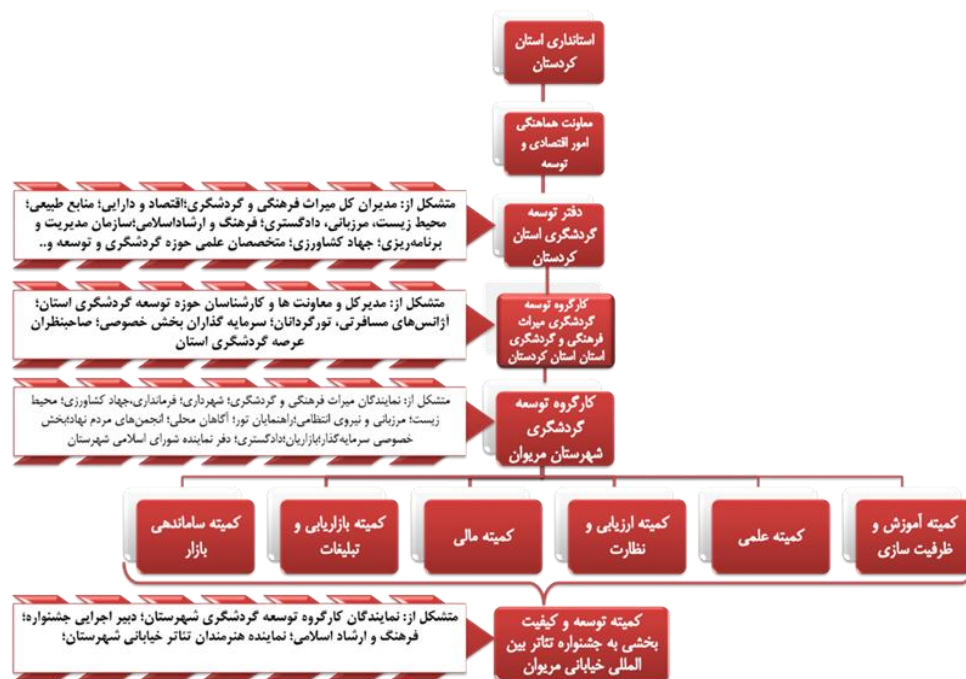 استانداری استان
کردستان
معاونت هماهنگی
امور اقتصادی و
توسعه
دفتر توسعه
گردشگری استان
کردستان
متشکل از: مدیران کل میراث فرهنگی و گردشگری؛اقتصاد و دارایی؛ منابع طبیعی؛
محیط زیست، مرزبانی، دادگستری؛ فرهنگ و ارشاداسلامی؛سازمان مدیریت و
برنامه‌ریزی؛ جهاد کشاورزی؛ متخصصان علمی حوزه گردشگری و توسعه و..
کارگروه توسعه
گردشگری میراث
فرهنگی و گردشگری
استان استان کردستان
متشکل از: مدیرکل و معاونت ها و کارشناسان حوزه توسعه گردشگری استان؛
آژانس‌های مسافرتی، تورگردانان؛ سرمایه گذاران بخش خصوصی؛ صاحبنظران
عرصه گردشگری استان
کارگروه توسعه
گردشگری
شهرستان مریوان
متشکل از: نمایندگان میراث فرهنگی و گردشگری؛ شهرداری؛ فرمانداری،جهاد کشاورزی؛ محیط
زیست؛ مرزبانی و نیروی انتظامی؛راهنمایان تور؛ آگاهان محلی؛ انجمن‌های مردم نهاد؛بخش
خصوصی سرمایه‌گذار؛بازاریان؛دادگستری؛ دفر نماینده شورای اسلامی شهرستان
کمیته آموزش و
ظرفیت سازی
کمیته علمی
کمیته ارزیابی و
نظارت
کمیته مالی
کمیته بازاریابی و
تبلیغات
کمیته ساماندهی
بازار
کمیته توسعه و کیفیت
بخشی به جشنواره تئاتر بین
المللی خیابانی مریوان
متشکل از: نمایندگان کارگروه توسعه گردشگری شهرستان؛ دبیر اجرایی جشنواره؛
فرهنگ و ارشاد اسلامی؛ نماینده هنرمندان تئاتر خیابانی شهرستان؛